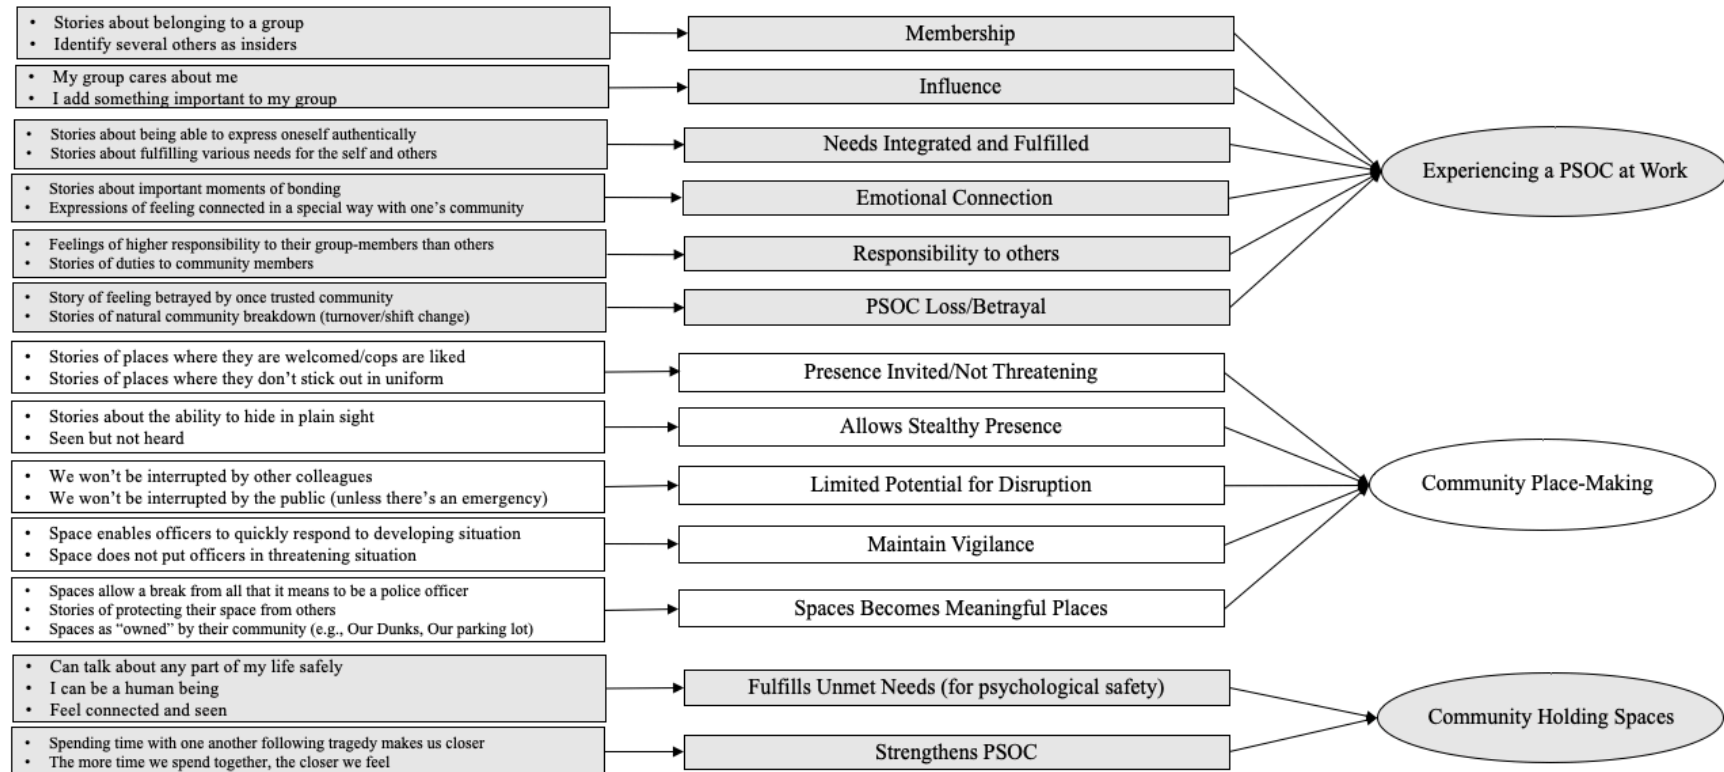 Stories about belonging to a group
Identify several others as insiders
Membership
My group cares about me
I add something important to my group
Influence
Stories about being able to express oneself authentically
Stories about fulfilling various needs for the self and others
Needs Integrated and Fulfilled
Stories about important moments of bonding
Expressions of feeling connected in a special way with one's community
Emotional Connection
Feelings of higher responsibility to their group-members than others
Stories of duties to community members
Responsibility to others
Story of feeling betrayed by once trusted community
Stories of natural community breakdown (turnover/shift change)
PSOC Loss/Betrayal
Experiencing a PSOC at Work
Stories of places where they are welcomed/cops are liked
Stories of places where they don't stick out in uniform
Presence Invited/Not Threatening
Stories about the ability to hide in plain sight
Seen but not heard
Allows Stealthy Presence
We won't be interrupted by other colleagues
We won't be interrupted by the public (unless there's an emergency)
Limited Potential for Disruption
Space enables officers to quickly respond to developing situation
Space does not put officers in threatening situation
Maintain Vigilance
Spaces allow a break from all that it means to be a police officer
Stories of protecting their space from others
Spaces as “owned” by their community (e.g., Our Dunks, Our parking lot)
Spaces Becomes Meaningful Places
Community Place-Making
Can talk about any part of my life safely
I can be a human being
Feel connected and seen
Fulfills Unmet Needs (for psychological safety)
Spending time with one another following tragedy makes us closer
The more time we spend together, the closer we feel
Strengthens PSOC
Community Holding Spaces